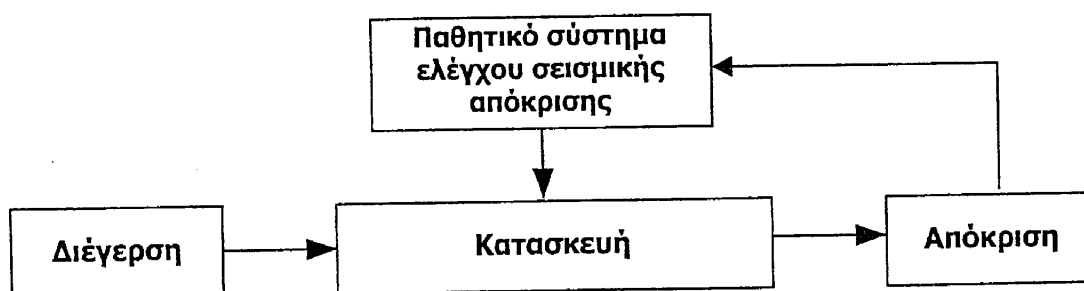 Παθητικό σύστημα
ελέγχου σεισμικής
απόκρισης
Διέγερση
Κατασκευή
Απόκριση